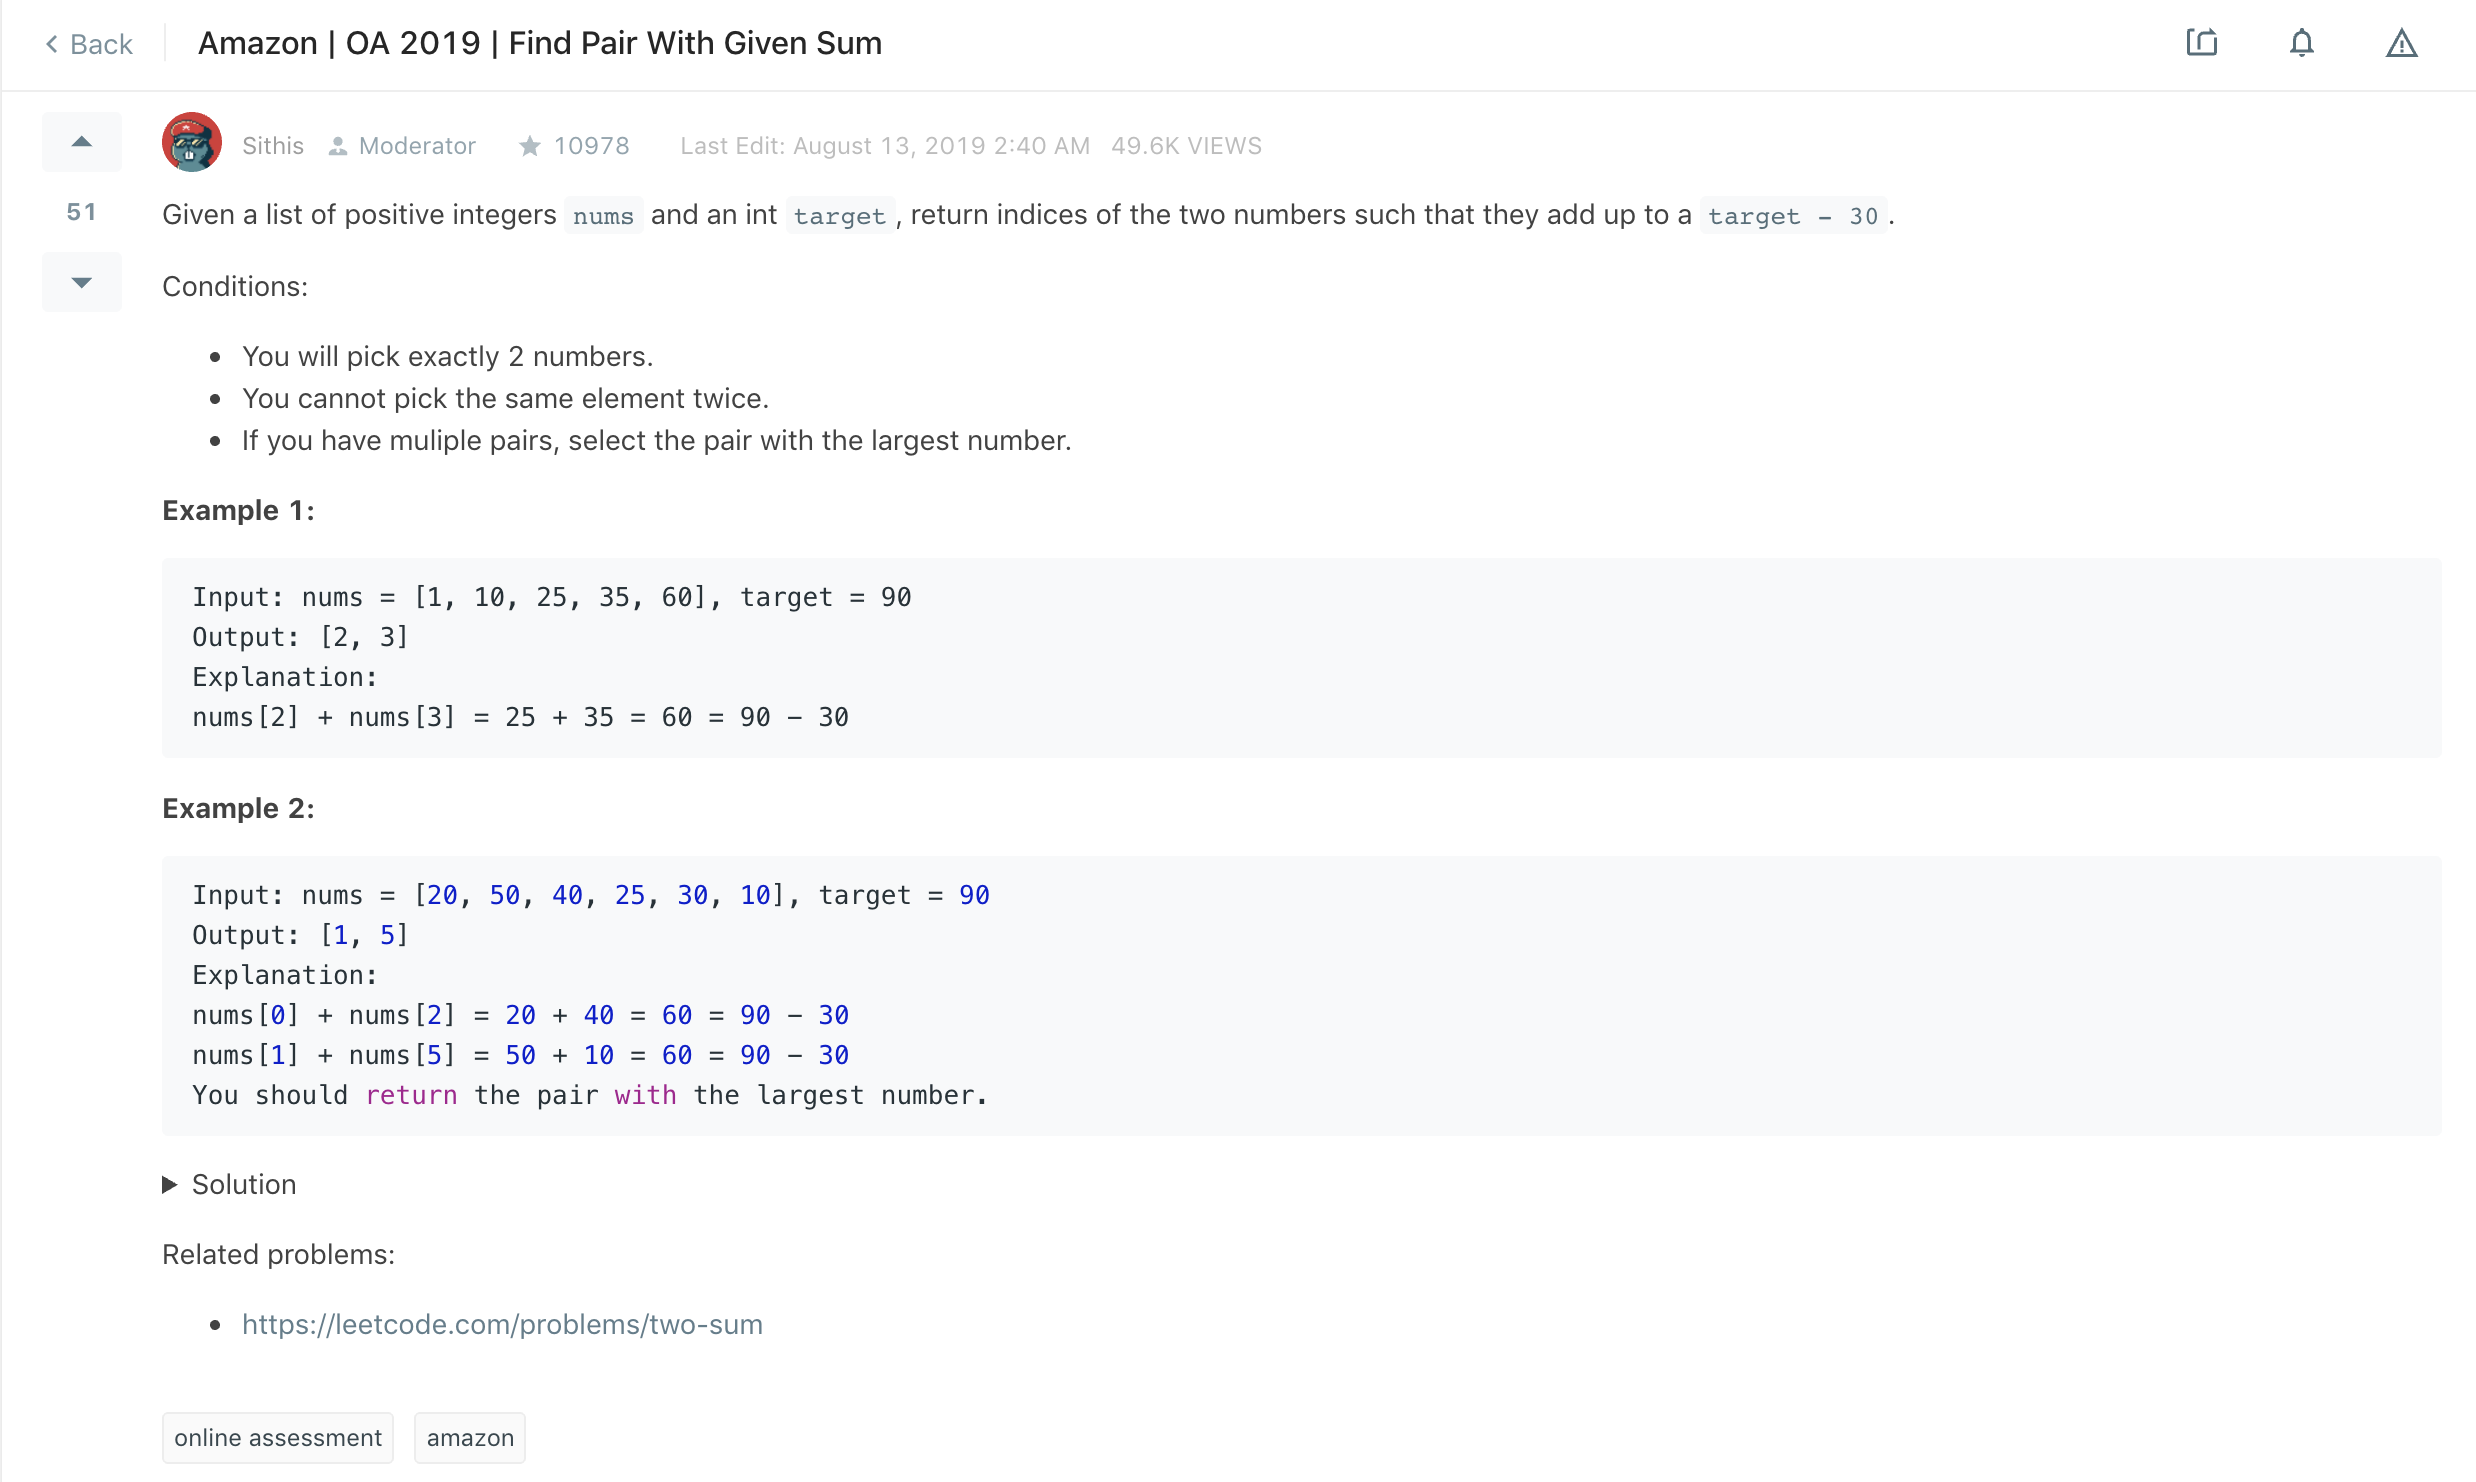 Back
Amazon | OA 2019 | Find Pair With Given Sum
Sithis Moderator 10978 Last Edit: August 13, 2019 2:40 AM 49.6K VIEWS
51
Given a list of positive integers nums and an int target, return indices of the two numbers such that they add up to a target - 30.
Conditions:
• You will pick exactly 2 numbers.
• You cannot pick the same element twice.
• If you have muliple pairs, select the pair with the largest number.
Example 1:
Input: nums = [1, 10, 25, 35, 60], target = 90
Output: [2, 3]
Explanation:
nums[2] + nums[3] = 25 + 35 = 60 = 90 - 30
Example 2:
Input: nums = [20, 50, 40, 25, 30, 10], target = 90
Output: [1, 5]
Explanation:
nums[0] + nums[2] = 20 + 40 = 60 = 90 - 30
nums[1] + nums[5] = 50 + 10 = 60 = 90 - 30
You should return the pair with the largest number.
Solution
Related problems:
• https://leetcode.com/problems/two-sum
online assessment amazon